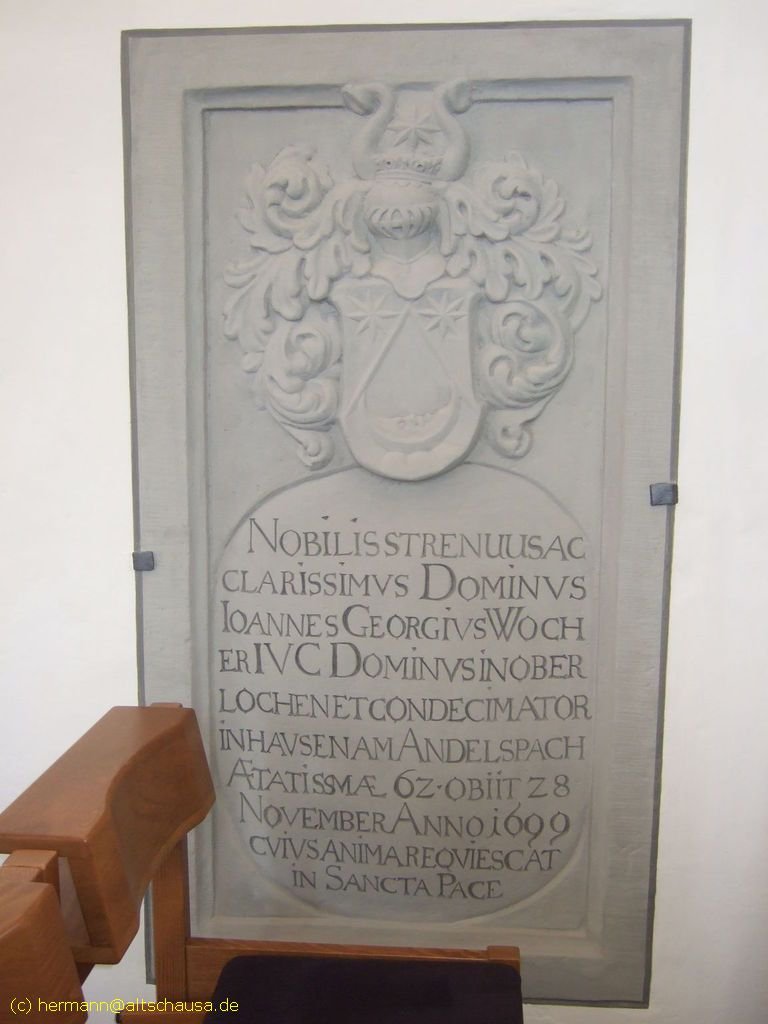 NOBILIS STRENUUS AC
CLARISSIMVS DOMINVS
IOANNES GEORGIVS WOCH
ER IVC DOMINVS IN OBER
LOCHEN ET CONDECIMATOR
IN HAVSEN AM ANDELSPACH
ÆTATIS SMÆ 62·OBIIT 28
NOVEMBER ANNO 1699
CVIVS ANIMA REQVIESCAT
IN SANCTA PACE
(c) hermann@altschausa.de